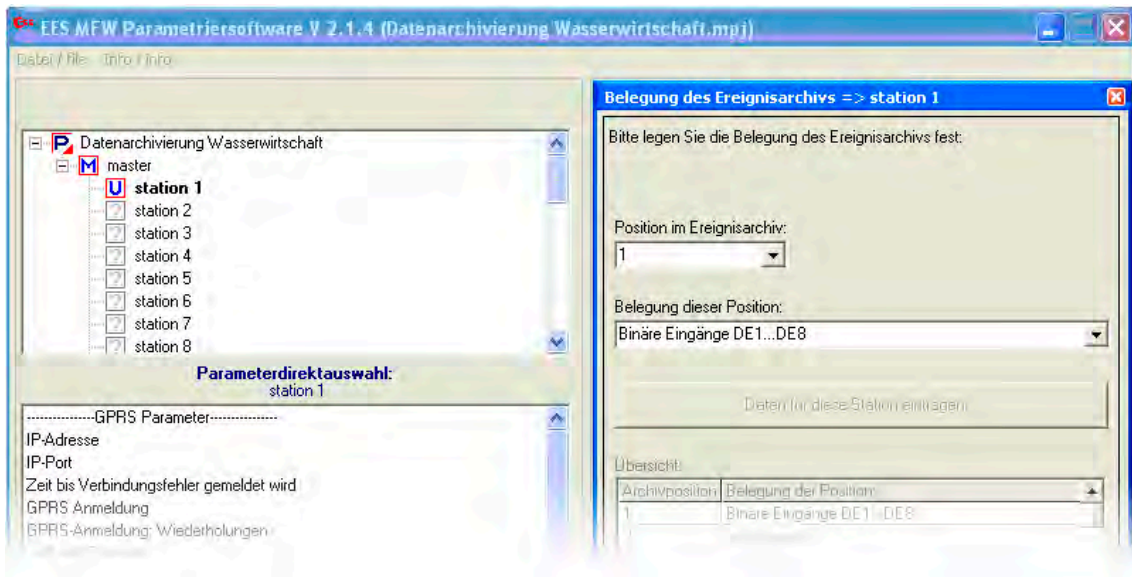 EES MFW Parametriersoftware V 2.1.4 (Datenarchivierung Wasserwirtschaft.mpj)
Datei / file Info / Info
P Datenarchivierung Wasserwirtschaft
M master
U station 1
? station 2
? station 3
? station 4
? station 5
? station 6
? station 7
? station 8
Parameterdirektauswahl:
station 1
---------------GPRS Parameter---------------
IP-Adresse
IP-Port
Zeit bis Verbindungsfehler gemeldet wird
GPRS Anmeldung
GPRS-Anmeldung: Wiederholungen
Belegung des Ereignisarchivs => station 1
Bitte legen Sie die Belegung des Ereignisarchivs fest:
Position im Ereignisarchiv:
1
Belegung dieser Position:
Binäre Eingänge DE1...DE8
Daten für diese Station eintragen
Übersicht:
Archivposition Belegung der Position:
1 Binäre Eingänge DE1...DE8